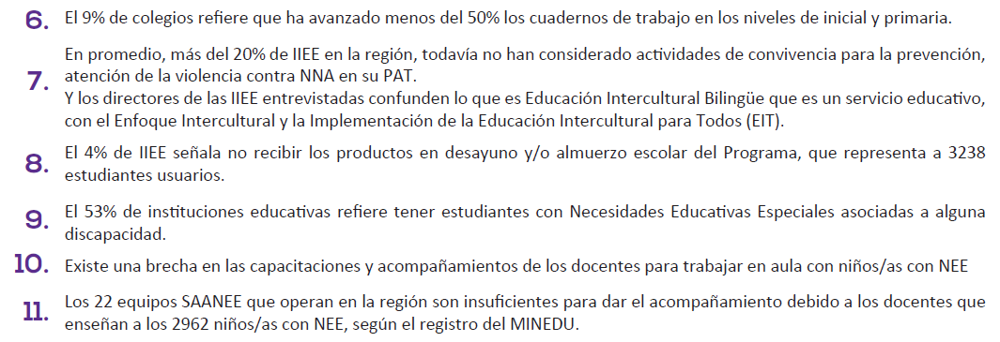 6. El 9% de colegios refiere que ha avanzado menos del 50% los cuadernos de trabajo en los niveles de inicial y primaria.
7. En promedio, más del 20% de IIEE en la región, todavía no han considerado actividades de convivencia para la prevención,
atención de la violencia contra NNA en su PAT.
Y los directores de las IIEE entrevistadas confunden lo que es Educación Intercultural Bilingüe que es un servicio educativo,
con el Enfoque Intercultural y la Implementación de la Educación Intercultural para Todos (EIT).
8. El 4% de IIEE señala no recibir los productos en desayuno y/o almuerzo escolar del Programa, que representa a 3238
estudiantes usuarios.
9. El 53% de instituciones educativas refiere tener estudiantes con Necesidades Educativas Especiales asociadas a alguna
discapacidad.
10. Existe una brecha en las capacitaciones y acompañamientos de los docentes para trabajar en aula con niños/as con NEE
11. Los 22 equipos SAANEE que operan en la región son insuficientes para dar el acompañamiento debido a los docentes que
enseñan a los 2962 niños/as con NEE, según el registro del MINEDU.